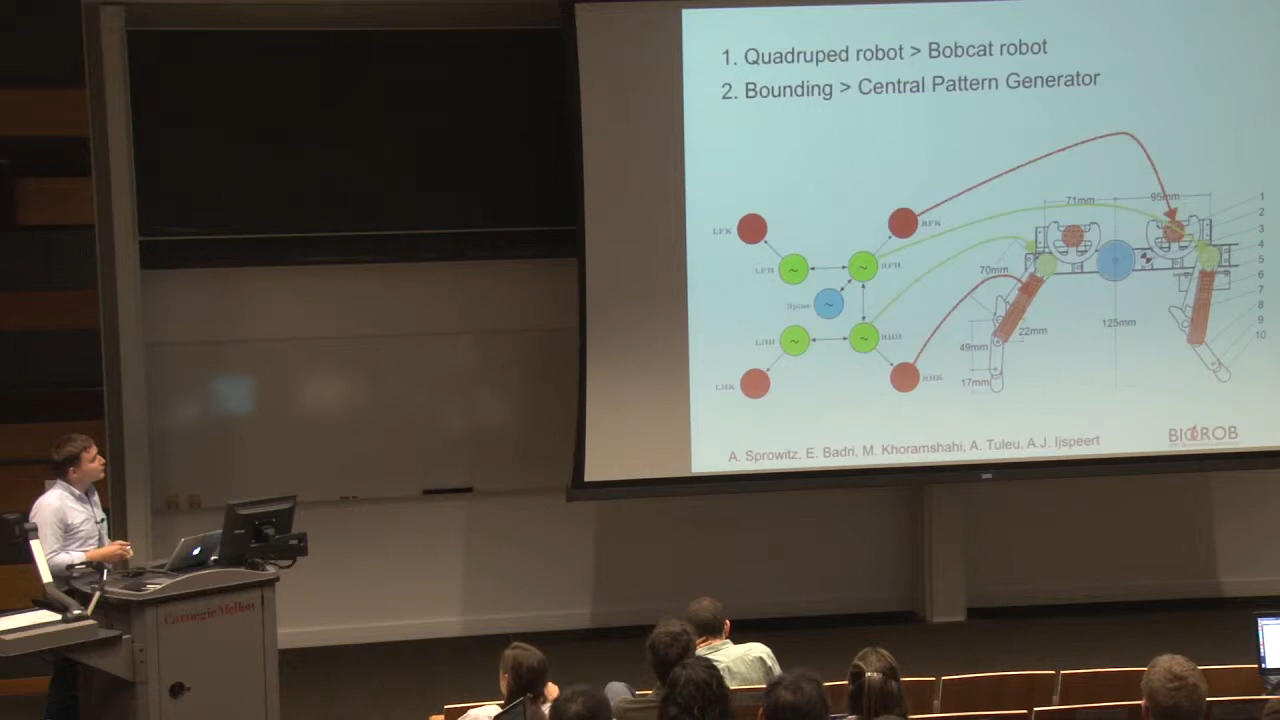 1. Quadruped robot > Bobcat robot
2. Bounding > Central Pattern Generator
71mm
95mm
1
2
3
4
5
6
7
8
9
10
LFK
RFK
LFH
RFH
Spine
LHH
RHH
LHK
RHK
70mm
22mm
125mm
49mm
17mm
A. Sprowitz, E. Badri, M. Khoramshahi, A. Tuleu, A.J. Ijspeert
BIOROB
Carnegie Mellon